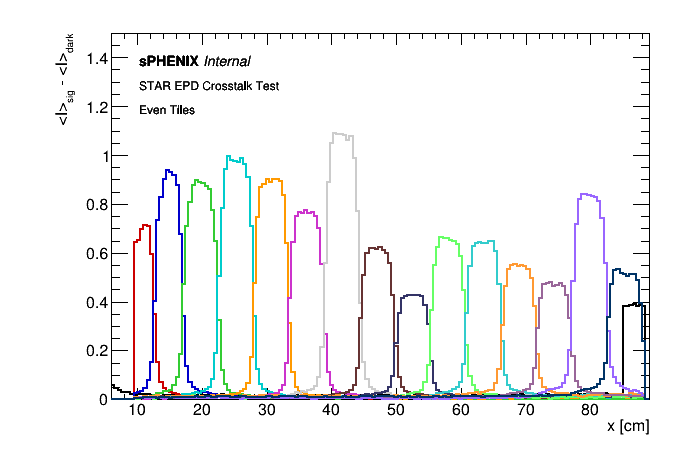 <I>sig - <I>dark
1.4
sPHENIX Internal
STAR EPD Crosstalk Test
1.2
Even Tiles
1
0.8
0.6
0.4
0.2
0
10 20 30 40 50 60 70 80
x [cm]